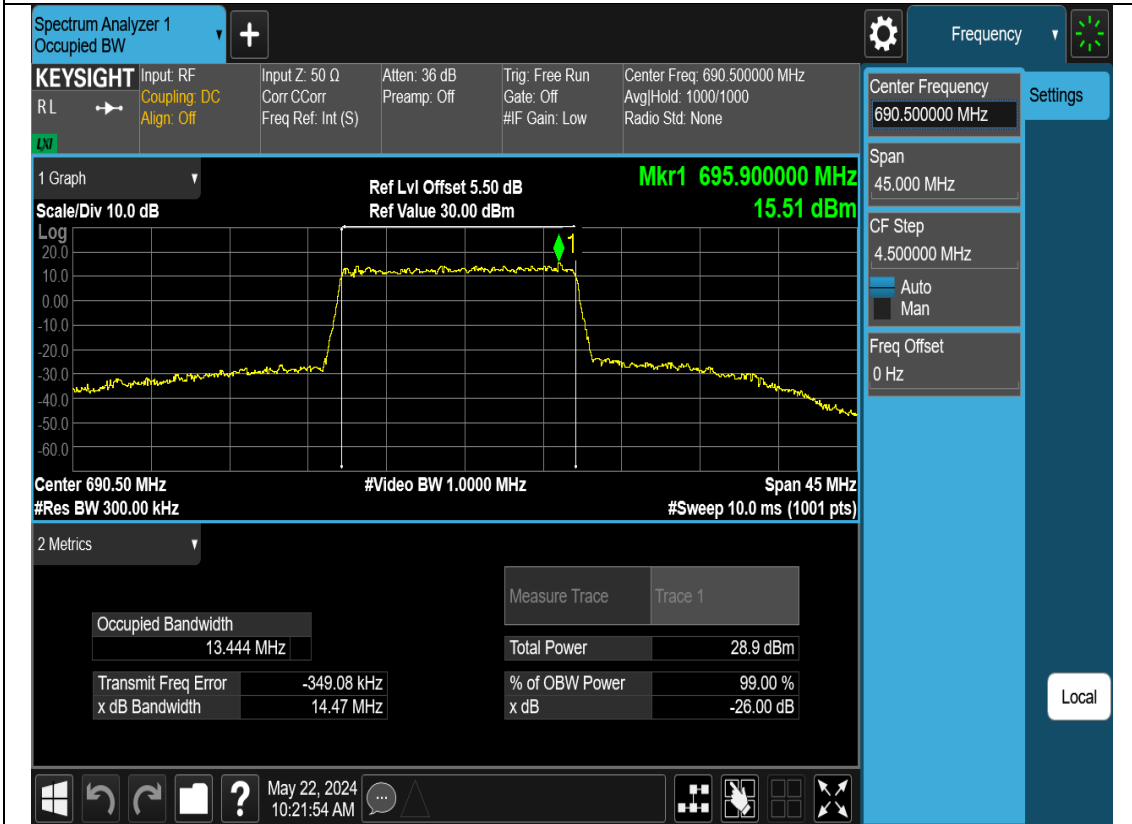 Spectrum Analyzer 1
Occupied BW
Frequency
KEYSIGHT
RL
LXI
Input: RF
Coupling: DC
Align: Off
Input Z: 50 Ω
Corr CCorr
Freq Ref: Int (S)
Atten: 36 dB
Preamp: Off
Trig: Free Run
Gate: Off
#IF Gain: Low
Center Freq: 690.500000 MHz
Avg|Hold: 1000/1000
Radio Std: None
Center Frequency
690.500000 MHz
Settings
Span
45.000 MHz
CF Step
4.500000 MHz
Auto
Man
Freq Offset
0 Hz
Local
1 Graph
Scale/Div 10.0 dB
Ref Lvl Offset 5.50 dB
Ref Value 30.00 dBm
Mkr1 695.900000 MHz
15.51 dBm
Log
1
20.0
10.0
0.00
-10.0
-20.0
-30.0
-40.0
-50.0
-60.0
Center 690.50 MHz
#Video BW 1.0000 MHz
Span 45 MHz
#Res BW 300.00 kHz
#Sweep 10.0 ms (1001 pts)
2 Metrics
Measure Trace Trace 1
Occupied Bandwidth
13.444 MHz
Total Power 28.9 dBm
Transmit Freq Error -349.08 kHz
% of OBW Power 99.00 %
x dB Bandwidth 14.47 MHz
x dB -26.00 dB
?
May 22, 2024
10:21:54 AM